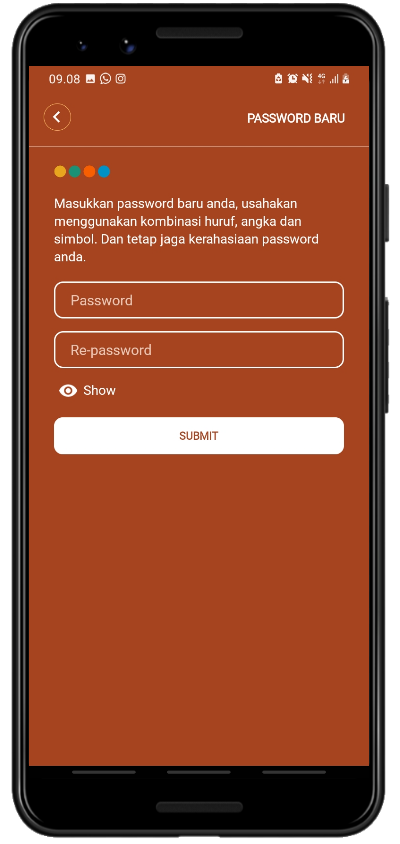 09.08
4G
PASSWORD BARU
Masukkan password baru anda, usahakan
menggunakan kombinasi huruf, angka dan
simbol. Dan tetap jaga kerahasiaan password
anda.
Password
Re-password
Show
SUBMIT